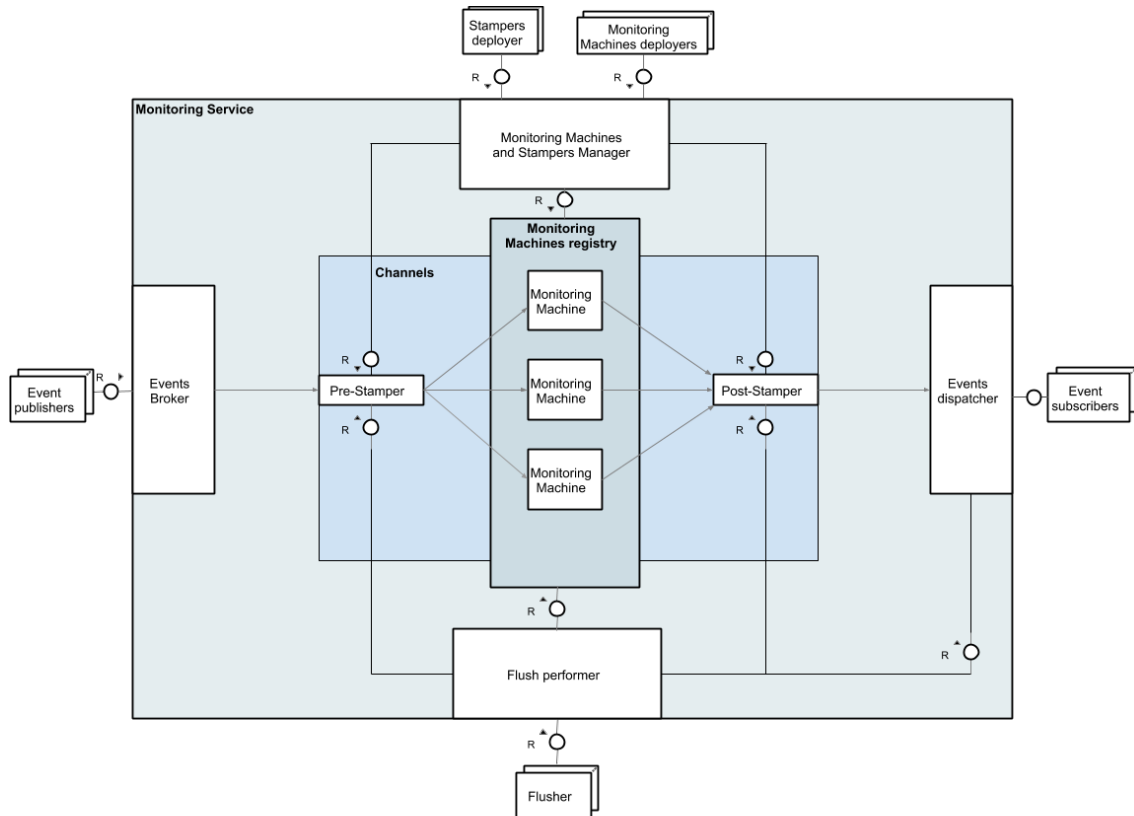 Stampers
deployer
Monitoring
Machines deployers
R
R
Monitoring Service
Monitoring Machines
and Stampers Manager
R
Monitoring
Machines registry
Channels
Monitoring
Machine
R
R
R
Event
publishers
Events
Broker
Pre-Stamper
Monitoring
Machine
Post-Stamper
Events
dispatcher
Event
subscribers
R
R
Monitoring
Machine
R
R
Flush performer
R
Flusher